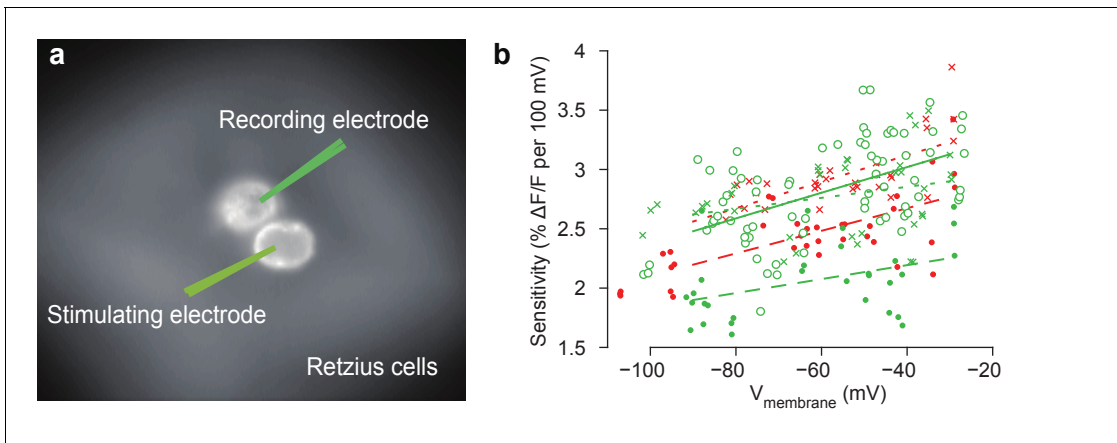 a
Recording electrode
Stimulating electrode
Retzius cells
b
Sensitivity (% ΔF/F per 100 mV)
4
3.5
3
2.5
2
1.5
−100
−80
−60
−40
−20
V_membrane (mV)